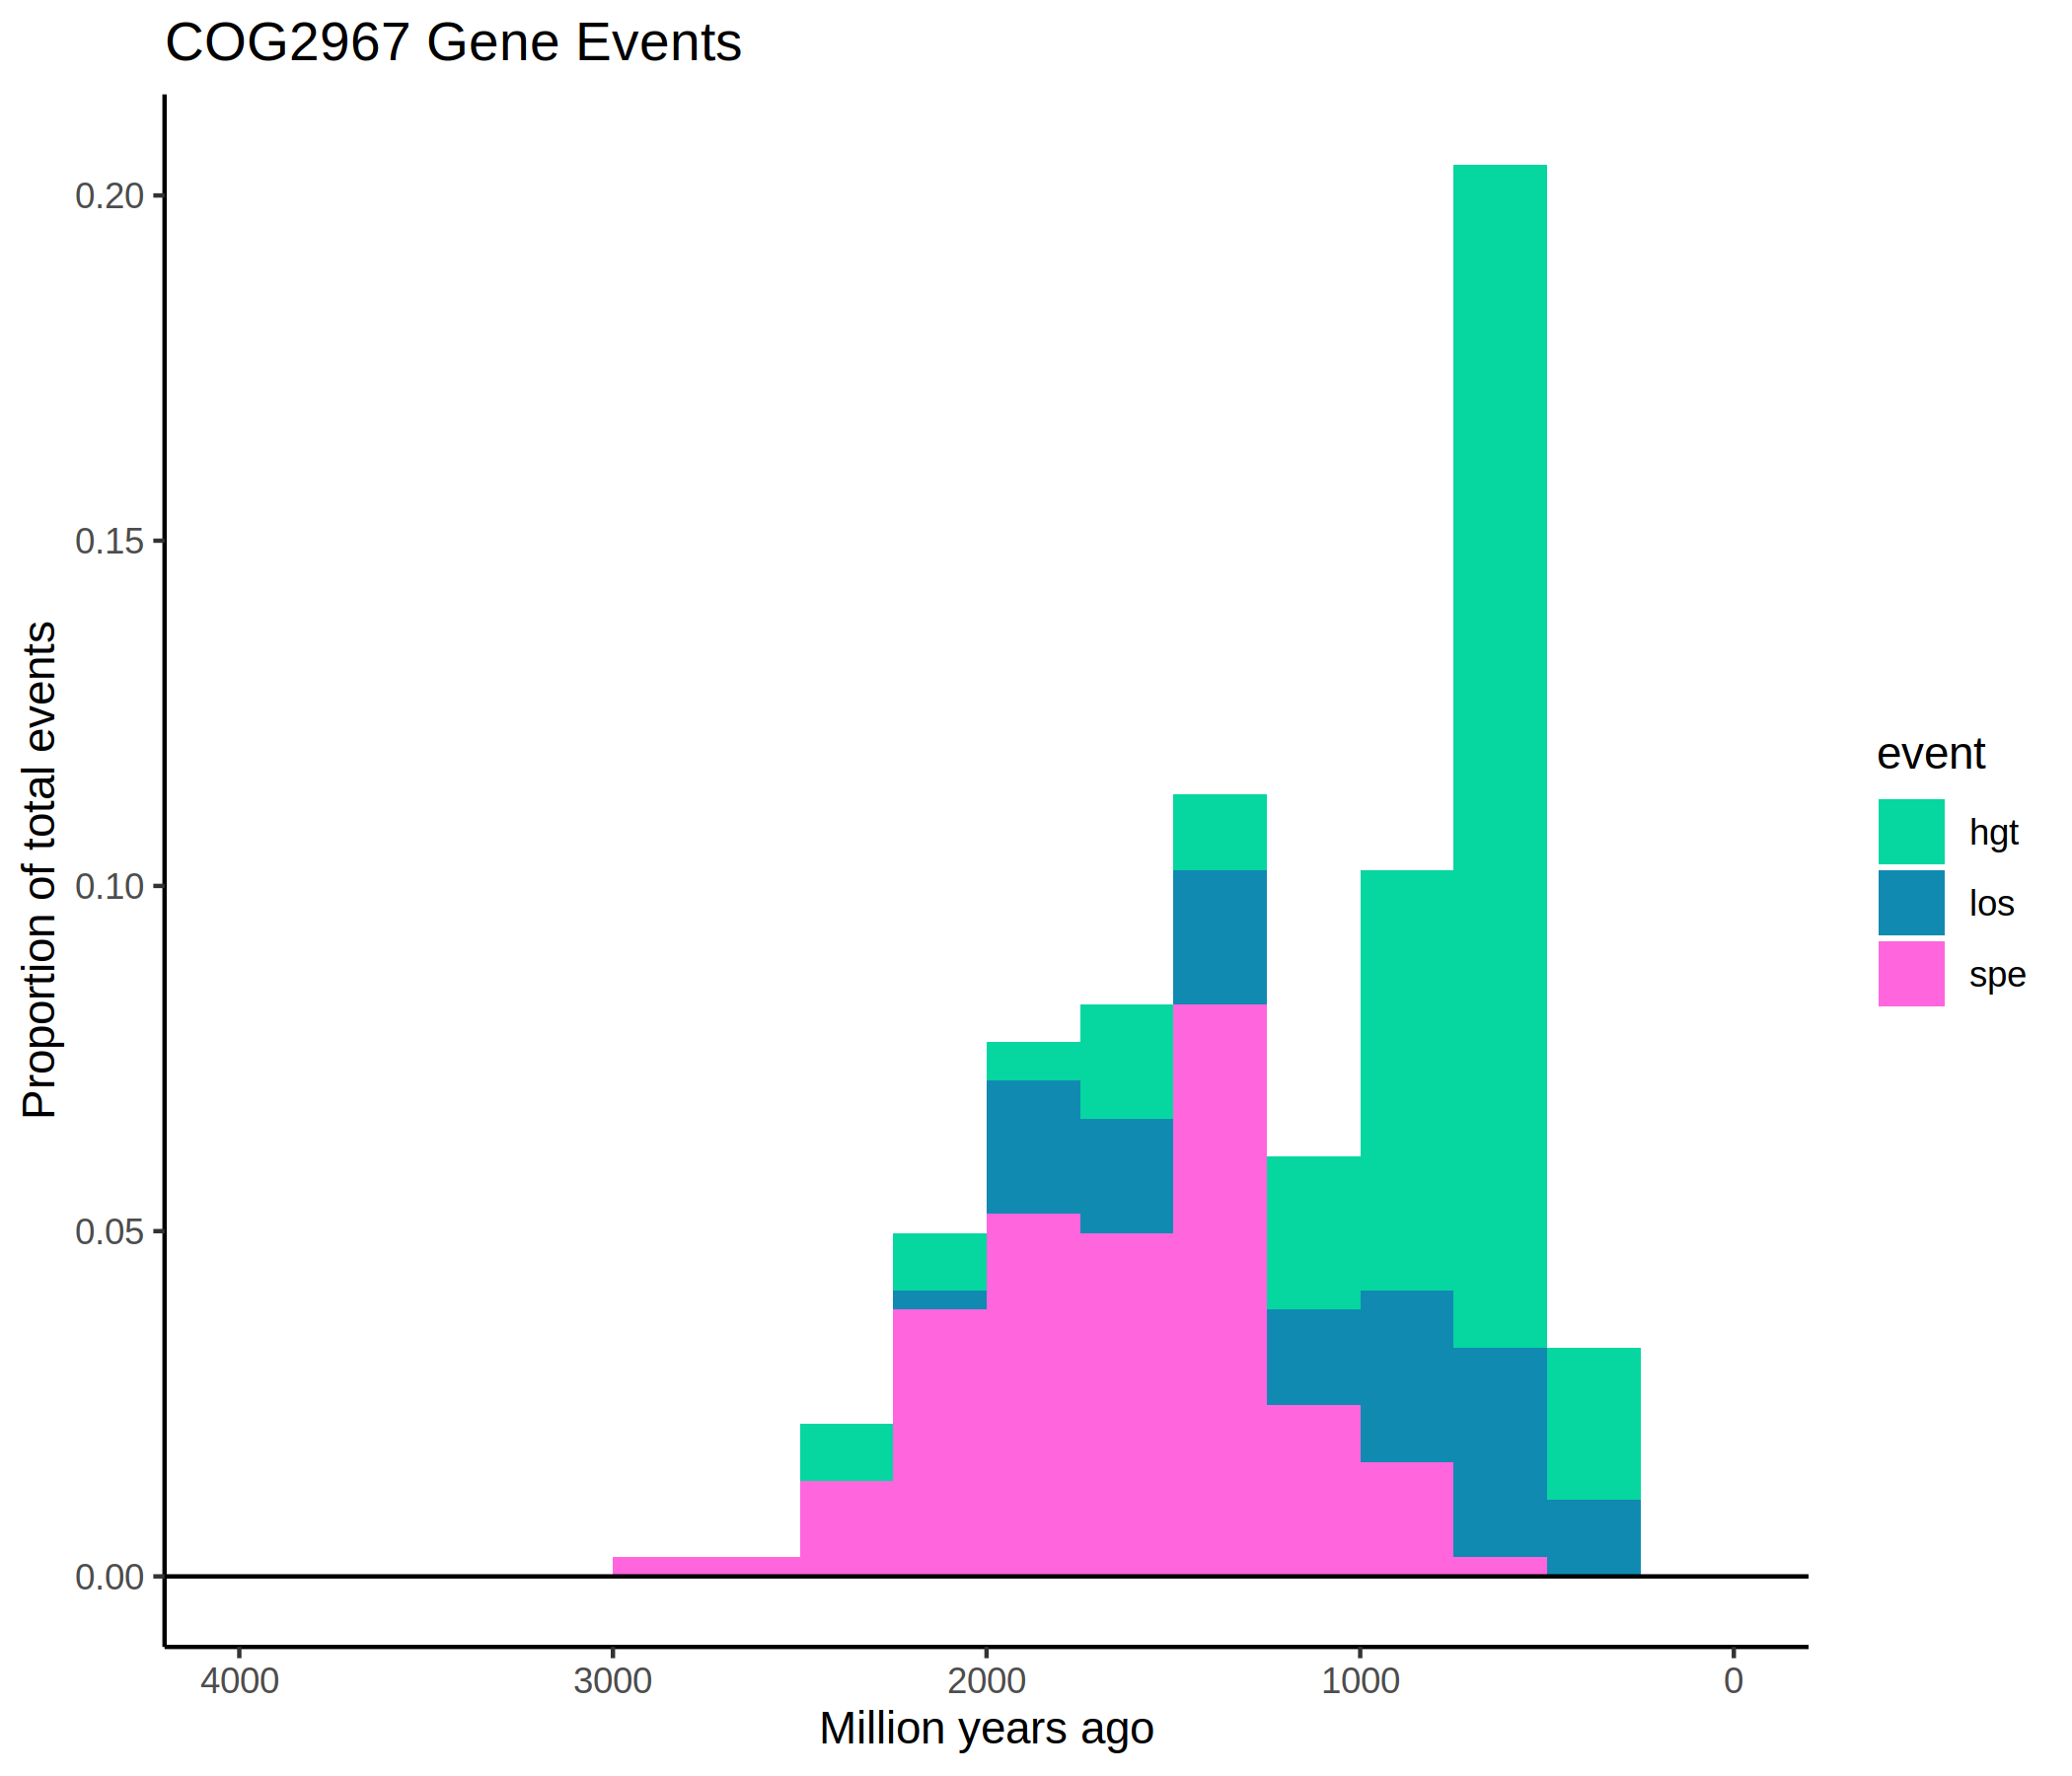 COG2967 Gene Events
Proportion of total events
0.20
0.15
0.10
0.05
0.00
4000 3000 2000 1000 0
Million years ago
event
hgt
los
spe